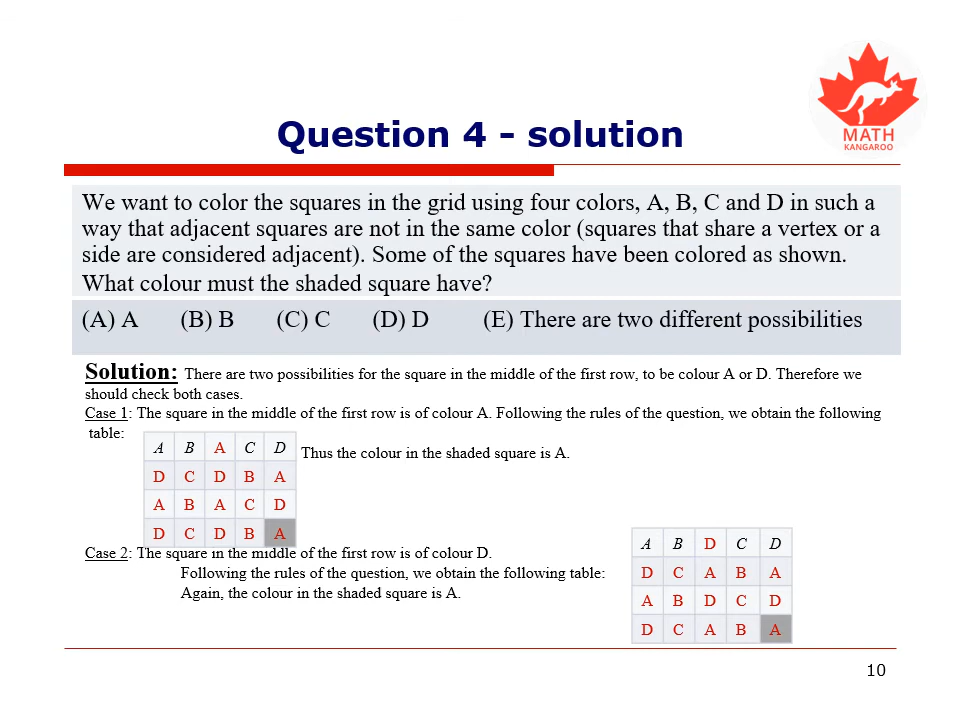 MATH
KANGAROO
Question 4 - solution
We want to color the squares in the grid using four colors, A, B, C and D in such a
way that adjacent squares are not in the same color (squares that share a vertex or a
side are considered adjacent). Some of the squares have been colored as shown.
What colour must the shaded square have?
(A) A (B) B (C) C (D) D (E) There are two different possibilities
Solution: There are two possibilities for the square in the middle of the first row, to be colour A or D. Therefore we
should check both cases.
Case 1: The square in the middle of the first row is of colour A. Following the rules of the question, we obtain the following
table:
A B A C D
Thus the colour in the shaded square is A.
D C D B A
A B A C D
D C D B A
Case 2: The square in the middle of the first row is of colour D.
Following the rules of the question, we obtain the following table:
Again, the colour in the shaded square is A.
A B D C D
D C A B A
A B D C D
D C A B A
10